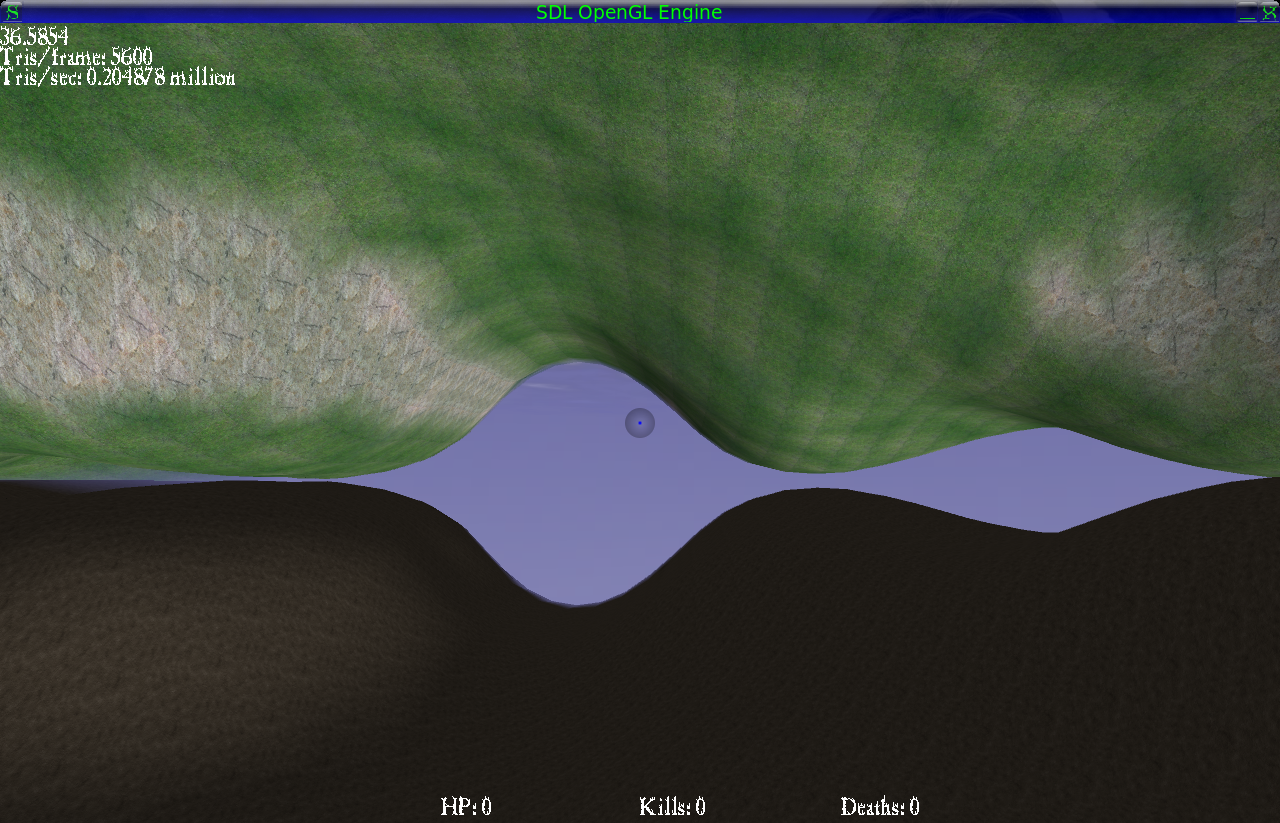 SDL OpenGL Engine
36.5854
Tris/frame: 5600
Tris/sec: 0.204878 million
HP: 0 Kills: 0 Deaths: 0